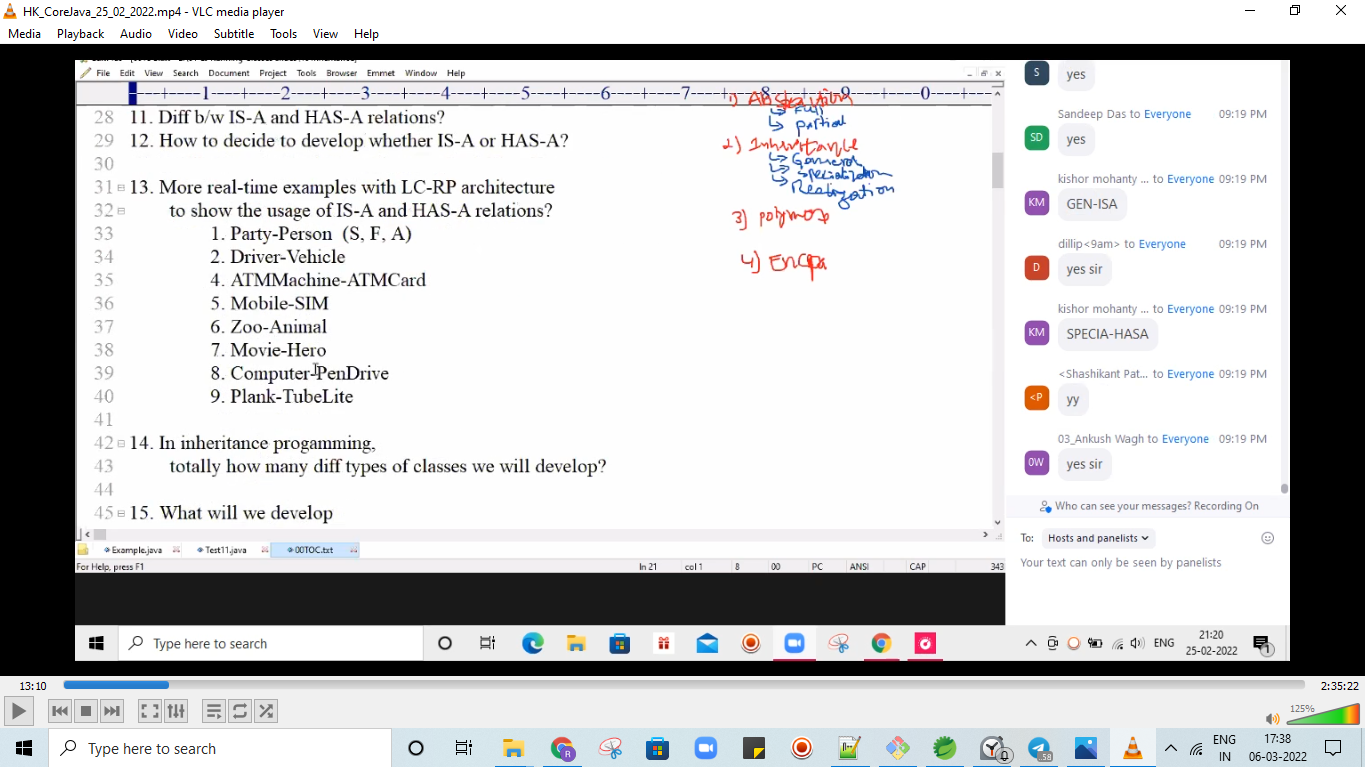 HK_CoreJava_25_02_2022.mp4 - VLC media player
Media Playback Audio Video Subtitle Tools View Help
File Edit View Search Document Project Tools Browser Emmet Window Help
----+----1----+----2----+----3----+----4----+----5----+----6----+----7----+----8----+----9----+----0----+--
28 11. Diff b/w IS-A and HAS-A relations?
29 12. How to decide to develop whether IS-A or HAS-A?
30
31 13. More real-time examples with LC-RP architecture
32 to show the usage of IS-A and HAS-A relations?
33 1. Party-Person (S, F, A)
34 2. Driver-Vehicle
35 4. ATMMachine-ATMCard
36 5. Mobile-SIM
37 6. Zoo-Animal
38 7. Movie-Hero
39 8. Computer-PenDrive
40 9. Plank-TubeLite
41
42 14. In inheritance progamming,
43 totally how many diff types of classes we will develop?
44
45 15. What will we develop
1)
Full
partial
2)
3)
4) Encpa
Example.java Test11.java 00TOC.txt
For Help, press F1 ln 21 col 1 8 00 PC ANSI CAP 343
S yes
Sandeep Das to Everyone 09:19 PM
SD yes
kishor mohanty ... to Everyone 09:19 PM
KM GEN-ISA
dillip<9am> to Everyone 09:19 PM
D yes sir
kishor mohanty ... to Everyone 09:19 PM
KM SPECIA-HASA
<Shashikant Pat... to Everyone 09:19 PM
<P yy
03_Ankush Wagh to Everyone 09:19 PM
0W yes sir
Who can see your messages? Recording On
To: Hosts and panelists
Your text can only be seen by panelists
Type here to search
ENG
21:20
25-02-2022
1
13:10 2:35:22
125%
Type here to search
58
ENG
IN
17:38
06-03-2022